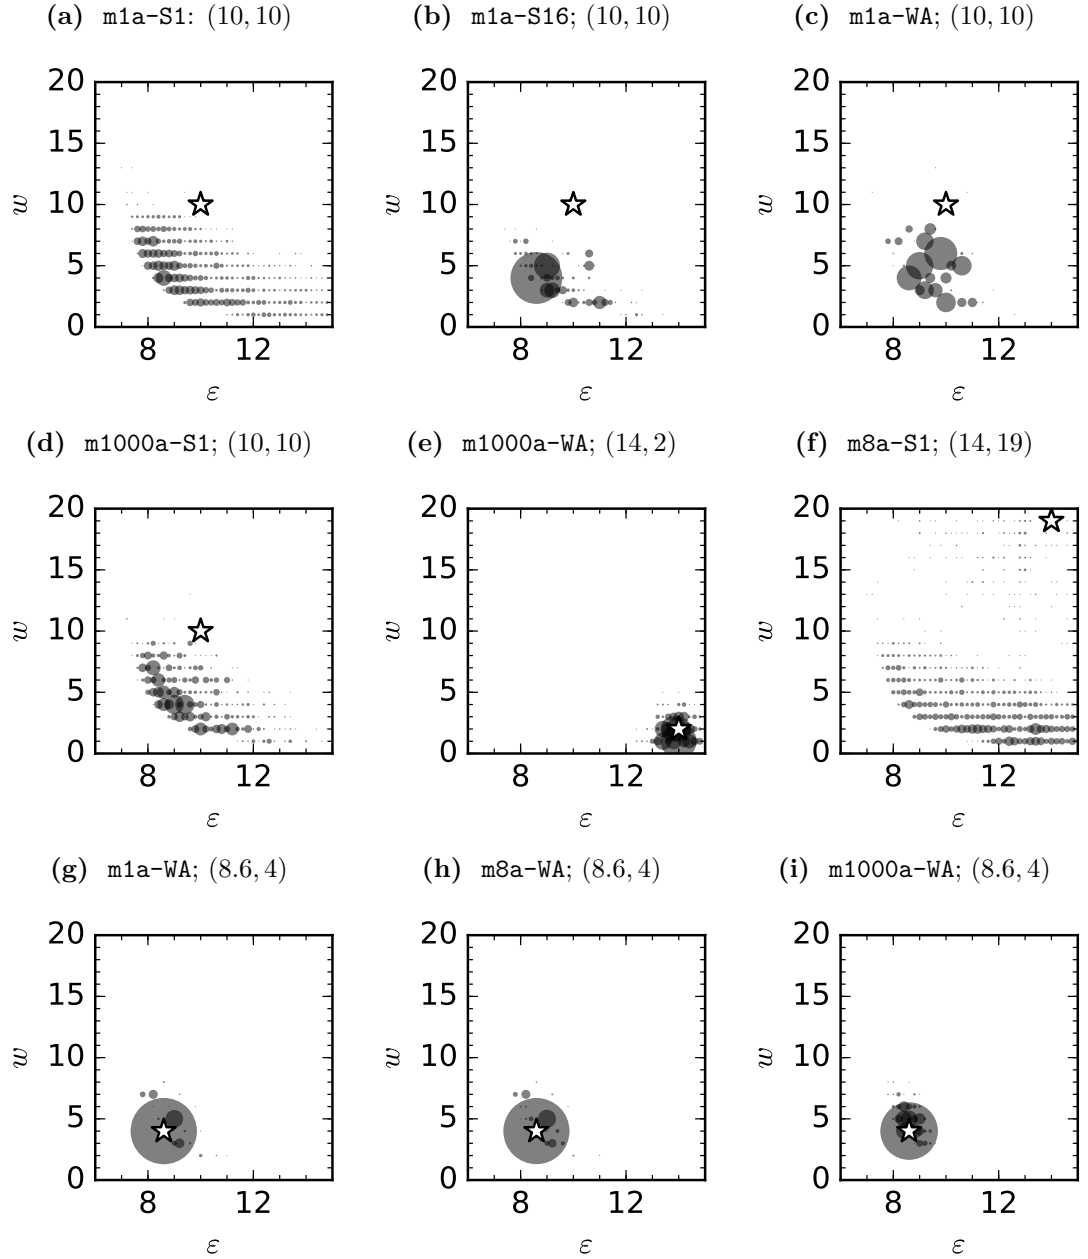 (a) m1a-S1: (10, 10)
(b) m1a-S16; (10, 10)
(c) m1a-WA; (10, 10)
20
15
10
5
0
w
8 12
ε
20
15
10
5
0
w
8 12
ε
20
15
10
5
0
w
8 12
ε
(d) m1000a-S1; (10, 10)
(e) m1000a-WA; (14, 2)
(f) m8a-S1; (14, 19)
20
15
10
5
0
w
8 12
ε
20
15
10
5
0
w
8 12
ε
20
15
10
5
0
w
8 12
ε
(g) m1a-WA; (8.6, 4)
(h) m8a-WA; (8.6, 4)
(i) m1000a-WA; (8.6, 4)
20
15
10
5
0
w
8 12
ε
20
15
10
5
0
w
8 12
ε
20
15
10
5
0
w
8 12
ε